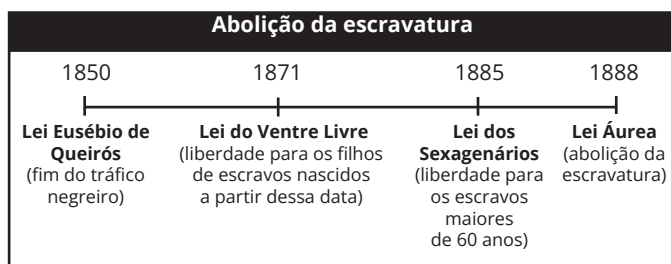 Abolição da escravatura
1850
1871
1885
1888
Lei Eusébio de
Queirós
(fim do tráfico
negreiro)
Lei do Ventre Livre
(liberdade para os filhos
de escravos nascidos
a partir dessa data)
Lei dos
Sexagenários
(liberdade para
os escravos
maiores
de 60 anos)
Lei Áurea
(abolição da
escravatura)